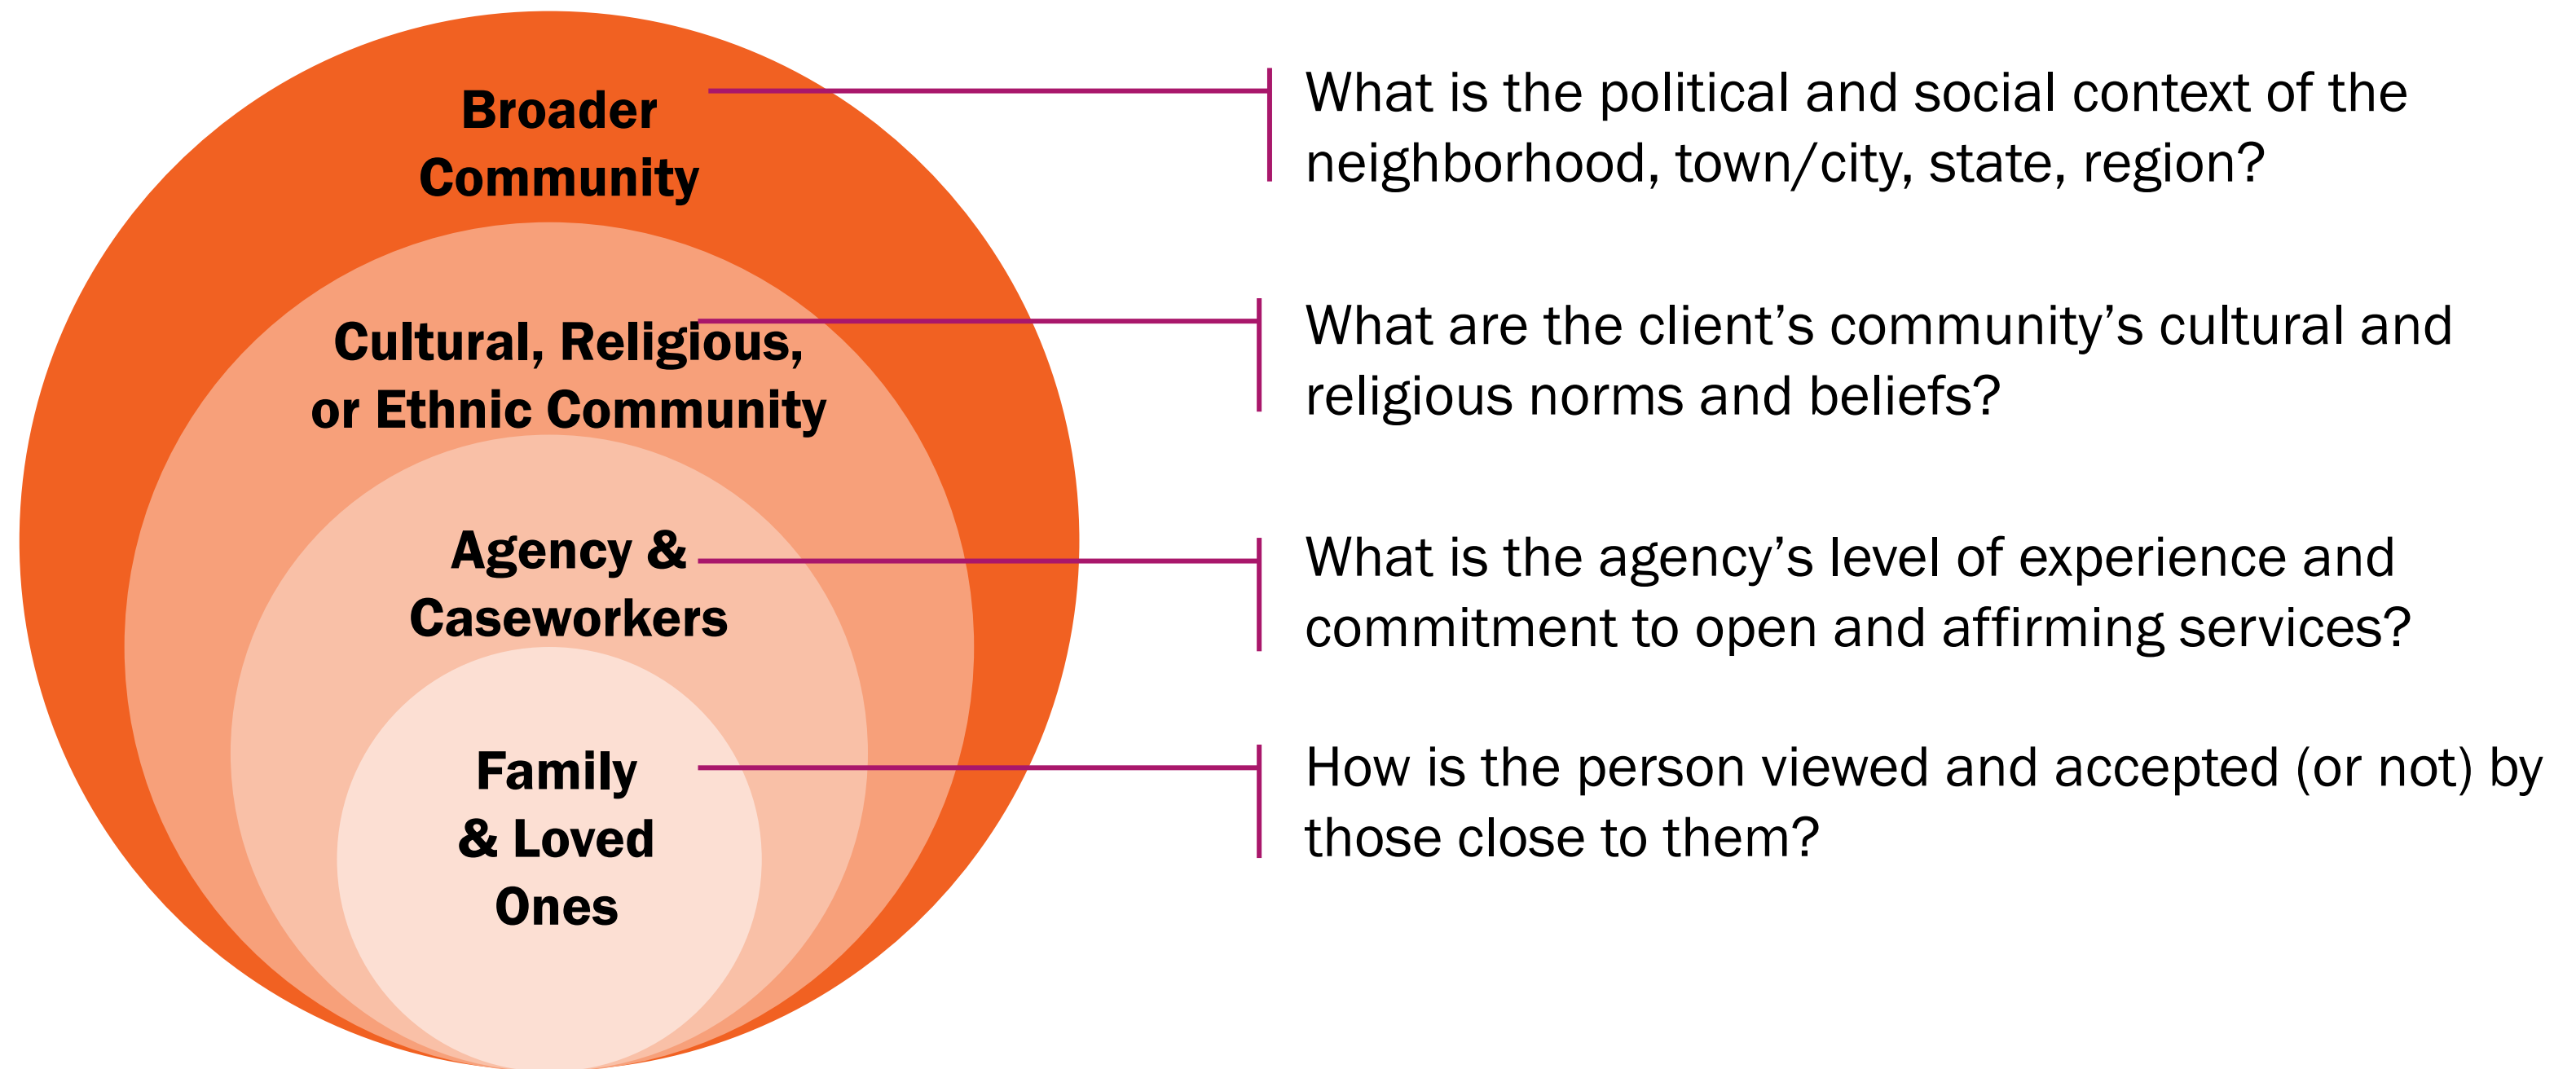 Broader
Community
What is the political and social context of the
neighborhood, town/city, state, region?
Cultural, Religious,
or Ethnic Community
What are the client’s community’s cultural and
religious norms and beliefs?
Agency &
Caseworkers
What is the agency’s level of experience and
commitment to open and affirming services?
Family
& Loved
Ones
How is the person viewed and accepted (or not) by
those close to them?